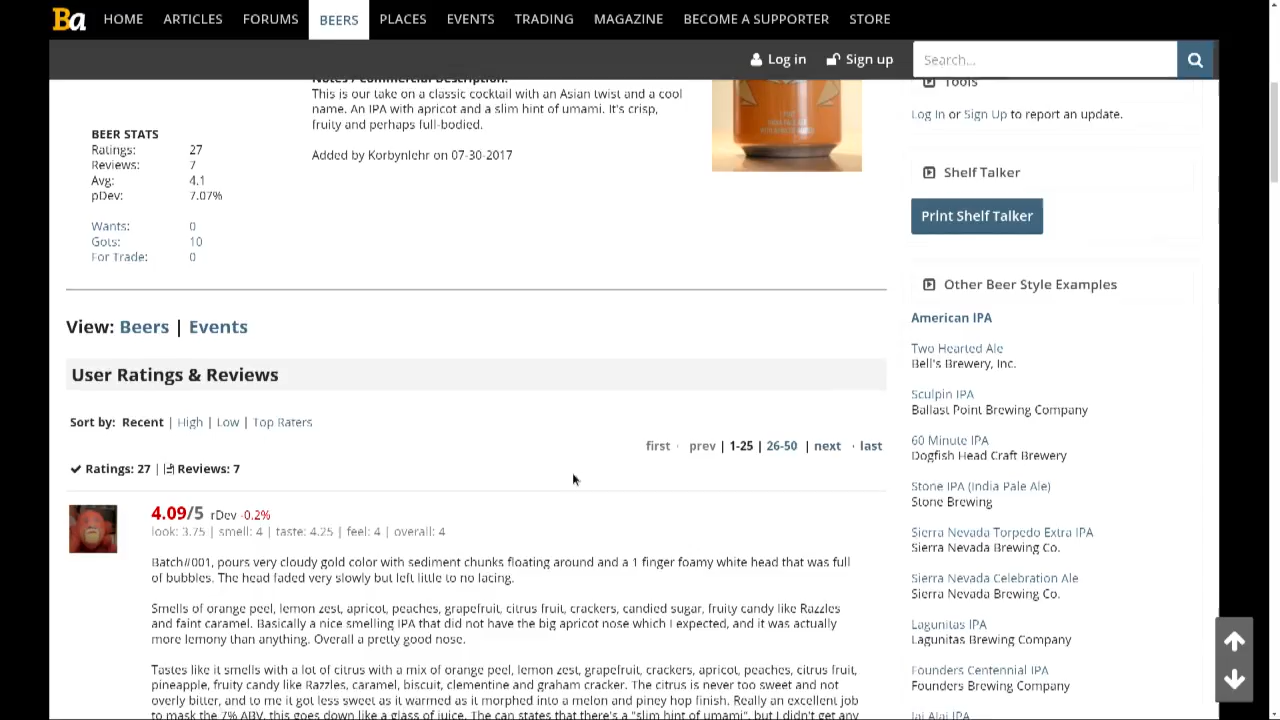 Ba HOME ARTICLES FORUMS BEERS PLACES EVENTS TRADING MAGAZINE BECOME A SUPPORTER STORE
Log in Sign up Search...
Notes / Commercial Description:
This is our take on a classic cocktail with an Asian twist and a cool
name. An IPA with apricot and a slim hint of umami. It's crisp,
fruity and perhaps full-bodied.
Added by Korbynlehr on 07-30-2017
BEER STATS
Ratings: 27
Reviews: 7
Avg: 4.1
pDev: 7.07%
Wants: 0
Gots: 10
For Trade: 0
View: Beers | Events
User Ratings & Reviews
Sort by: Recent | High | Low | Top Raters
first · prev | 1-25 | 26-50 | next · last
Ratings: 27 | Reviews: 7
4.09/5 rDev -0.2%
look: 3.75 | smell: 4 | taste: 4.25 | feel: 4 | overall: 4
Batch#001, pours very cloudy gold color with sediment chunks floating around and a 1 finger foamy white head that was full
of bubbles. The head faded very slowly but left little to no lacing.
Smells of orange peel, lemon zest, apricot, peaches, grapefruit, citrus fruit, crackers, candied sugar, fruity candy like Razzles
and faint caramel. Basically a nice smelling IPA that did not have the big apricot nose which I expected, and it was actually
more lemony than anything. Overall a pretty good nose.
Tastes like it smells with a lot of citrus with a mix of orange peel, lemon zest, grapefruit, crackers, apricot, peaches, citrus fruit,
pineapple, fruity candy like Razzles, caramel, biscuit, clementine and graham cracker. The citrus is never too sweet and not
overly bitter, and to me it got less sweet as it warmed as it morphed into a melon and piney hop finish. Really an excellent job
to mask the 7% ABV, this goes down like a glass of juice. The can states that there's a "slim hint of umami", but I didn't get any
Tools
Log In or Sign Up to report an update.
Shelf Talker
Print Shelf Talker
Other Beer Style Examples
American IPA
Two Hearted Ale
Bell's Brewery, Inc.
Sculpin IPA
Ballast Point Brewing Company
60 Minute IPA
Dogfish Head Craft Brewery
Stone IPA (India Pale Ale)
Stone Brewing
Sierra Nevada Torpedo Extra IPA
Sierra Nevada Brewing Co.
Sierra Nevada Celebration Ale
Sierra Nevada Brewing Co.
Lagunitas IPA
Lagunitas Brewing Company
Founders Centennial IPA
Founders Brewing Company
Jai Alai IPA